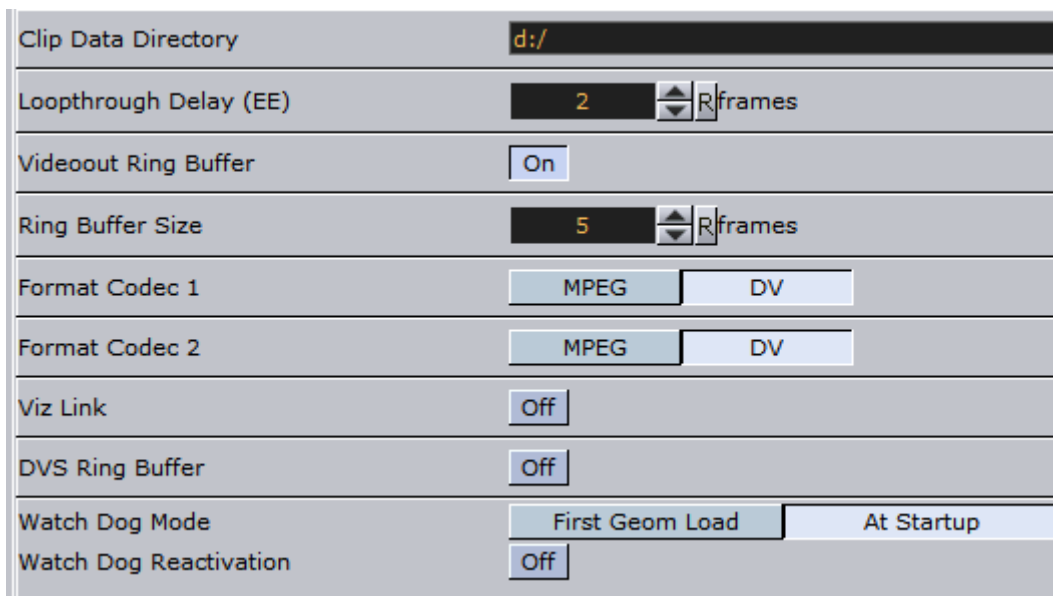 Clip Data Directory d:/
Loopthrough Delay (EE) 2 R frames
Videoout Ring Buffer On
Ring Buffer Size 5 R frames
Format Codec 1 MPEG DV
Format Codec 2 MPEG DV
Viz Link Off
DVS Ring Buffer Off
Watch Dog Mode First Geom Load At Startup
Watch Dog Reactivation Off